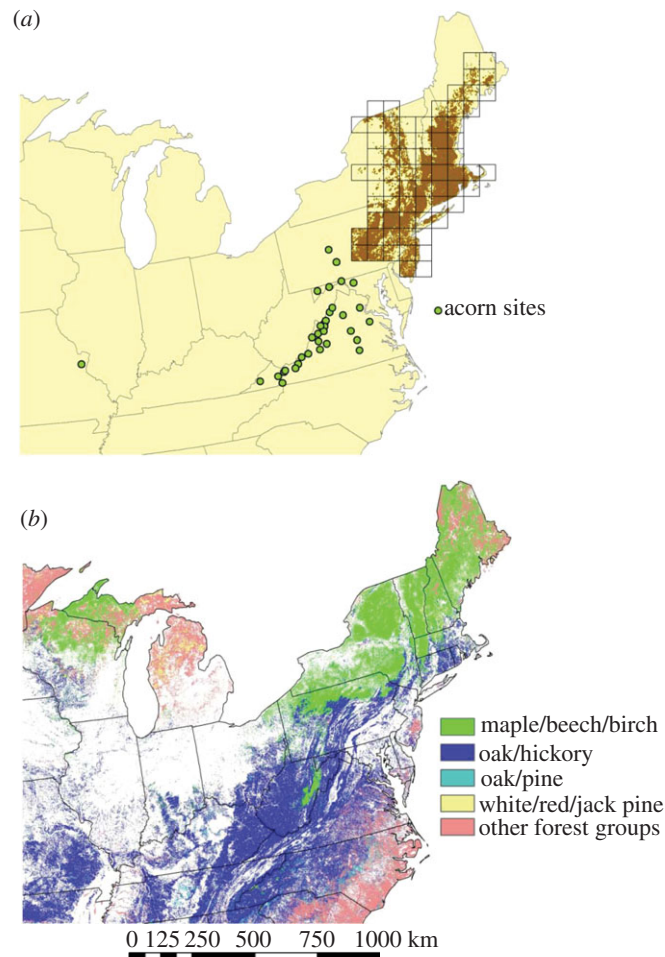 (a)
acorn sites
(b)
maple/beech/birch
oak/hickory
oak/pine
white/red/jack pine
other forest groups
0 125 250 500 750 1000 km